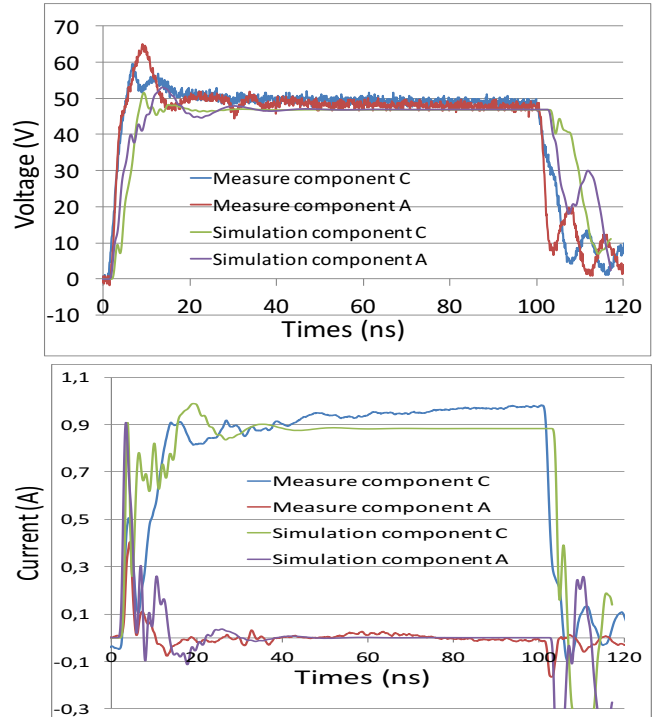 70
60
50
40
30
20
10
0
-10
Voltage (V)
Measure component C
Measure component A
Simulation component C
Simulation component A
0 20 40 60 80 100 120
Times (ns)
1,1
0,9
0,7
0,5
0,3
0,1
-0,1
-0,3
Current (A)
Measure component C
Measure component A
Simulation component C
Simulation component A
0 20 40 60 80 100 120
Times (ns)